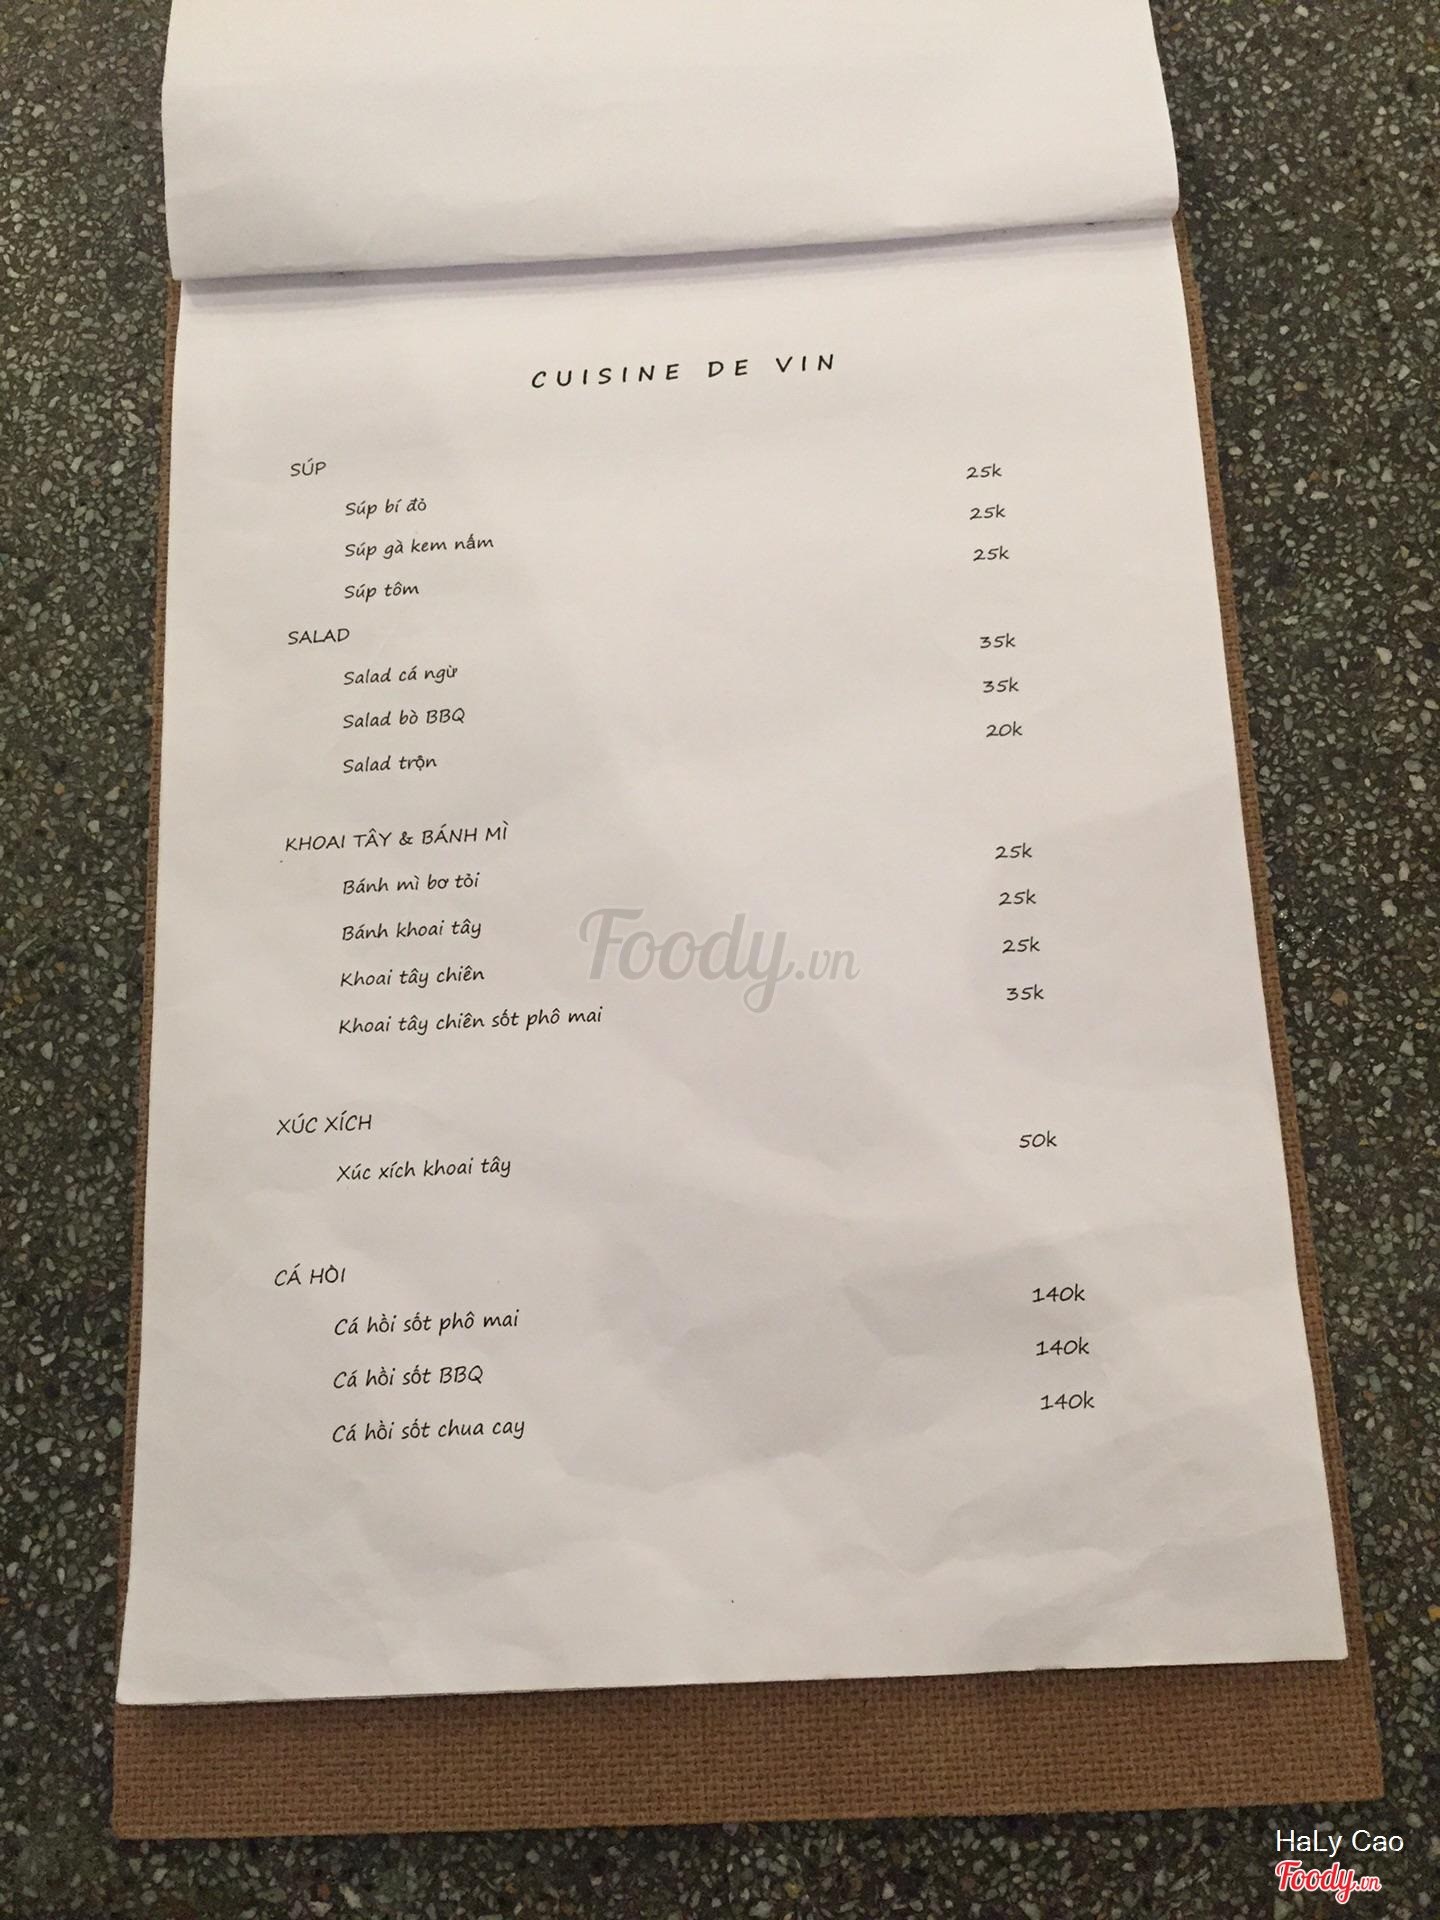 CUISINE DE VIN
SÚP
Súp bí đỏ 25k
Súp gà kem nấm 25k
Súp tôm 25k
SALAD
Salad cá ngừ 35k
Salad bò BBQ 35k
Salad trộn 20k
KHOAI TÂY & BÁNH MÌ
Bánh mì bơ tỏi 25k
Bánh khoai tây 25k
Khoai tây chiên 25k
Khoai tây chiên sốt phô mai 35k
Foody.vn
XÚC XÍCH
Xúc xích khoai tây 50k
CÁ HỒI
Cá hồi sốt phô mai 140k
Cá hồi sốt BBQ 140k
Cá hồi sốt chua cay 140k
HaLy Cao
Foody.vn